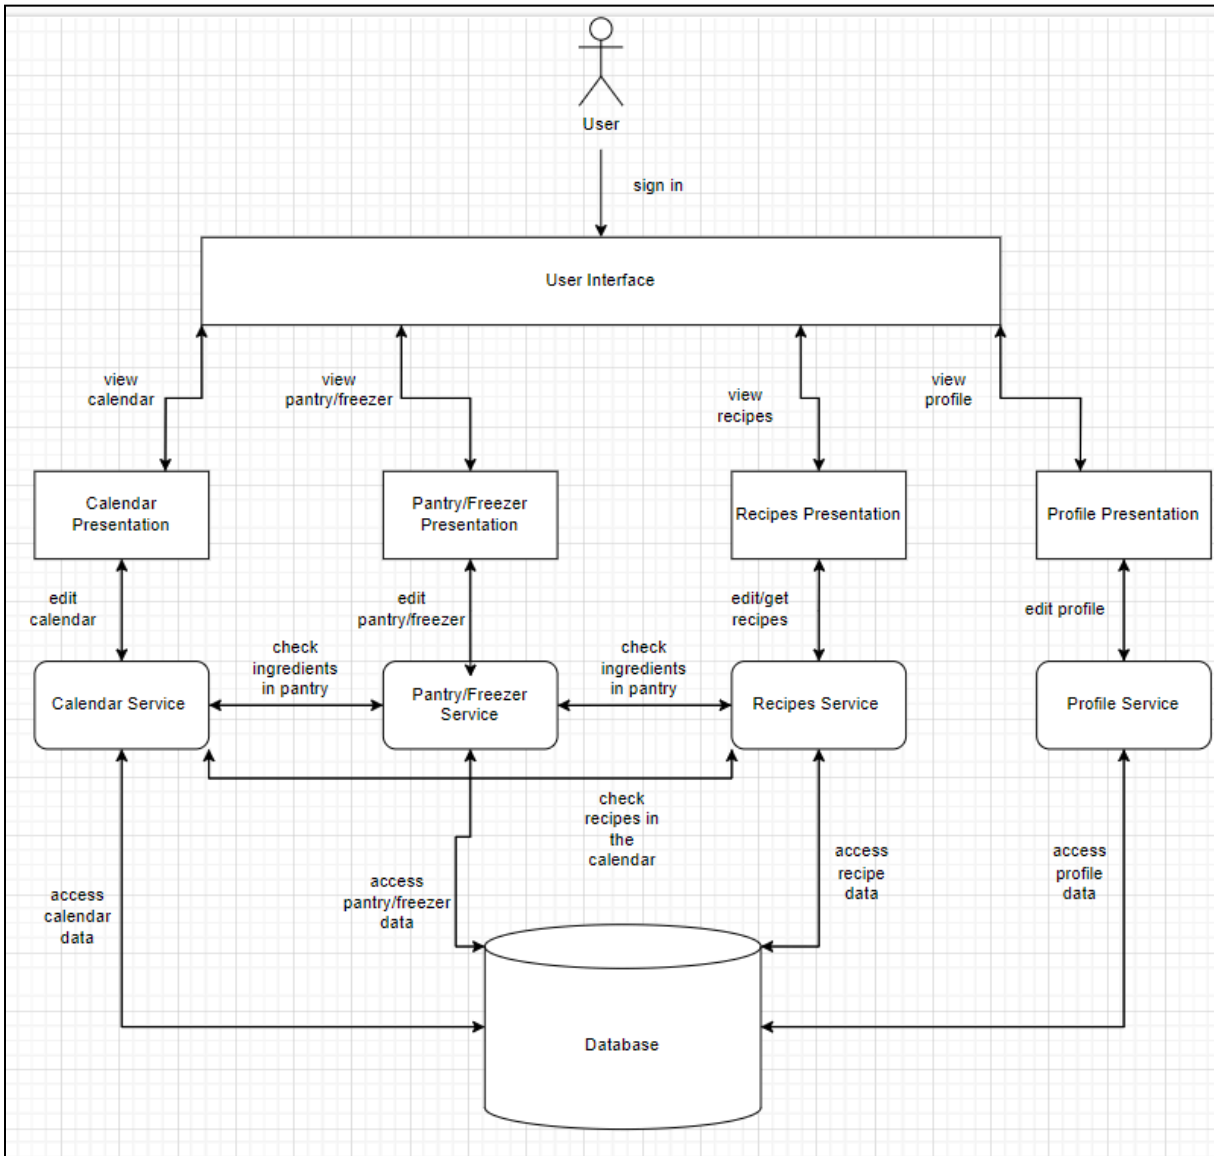 User
sign in
User Interface
view
calendar
view
pantry/freezer
view
recipes
view
profile
Calendar
Presentation
Pantry/Freezer
Presentation
Recipes Presentation
Profile Presentation
edit
calendar
edit
pantry/freezer
edit/get
recipes
edit profile
check
ingredients
in pantry
check
ingredients
in pantry
Calendar Service
Pantry/Freezer
Service
Recipes Service
Profile Service
check
recipes in
the
calendar
access
calendar
data
access
pantry/freezer
data
access
recipe
data
access
profile
data
Database